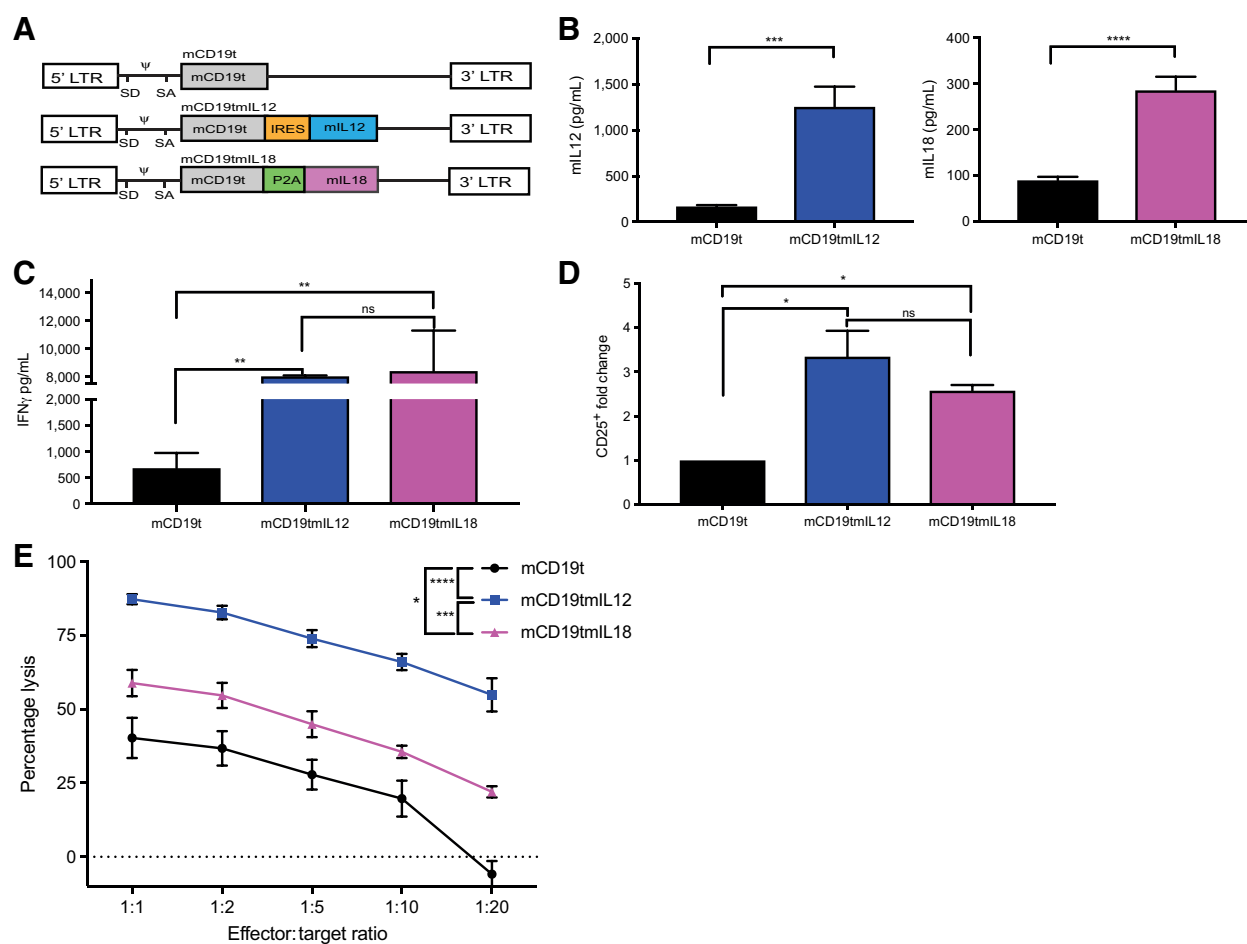 A
mCD19t
5' LTR ψ mCD19t 3' LTR
SD SA
mCD19tmIL12
5' LTR ψ mCD19t IRES mIL12 3' LTR
SD SA
mCD19tmIL18
5' LTR ψ mCD19t P2A mIL18 3' LTR
SD SA
B
mIL12 (pg/mL)
2,000
1,500
1,000
500
0
***
mCD19t mCD19tmIL12
mIL18 (pg/mL)
400
300
200
100
0
****
mCD19t mCD19tmIL18
C
IFNγ pg/mL
14,000
12,000
10,000
8,000
2,000
1,000
500
0
**
ns
**
mCD19t mCD19tmIL12 mCD19tmIL18
D
CD25+ fold change
5
4
3
2
1
0
*
*
ns
mCD19t mCD19tmIL12 mCD19tmIL18
E
Percentage lysis
100
75
50
25
0
* **** ***
mCD19t
mCD19tmIL12
mCD19tmIL18
1:1 1:2 1:5 1:10 1:20
Effector:target ratio